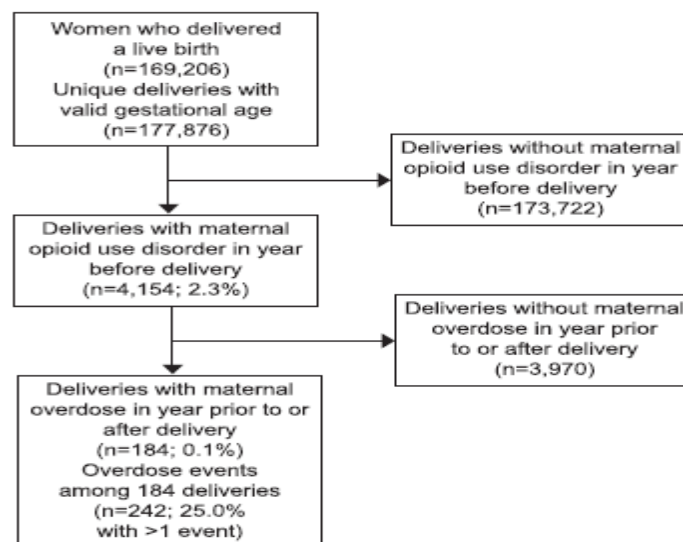 Women who delivered
a live birth
(n=169,206)
Unique deliveries with
valid gestational age
(n=177,876)
Deliveries without maternal
opioid use disorder in year
before delivery
(n=173,722)
Deliveries with maternal
opioid use disorder in year
before delivery
(n=4,154; 2.3%)
Deliveries without maternal
overdose in year prior
to or after delivery
(n=3,970)
Deliveries with maternal
overdose in year prior to or
after delivery
(n=184; 0.1%)
Overdose events
among 184 deliveries
(n=242; 25.0%
with >1 event)